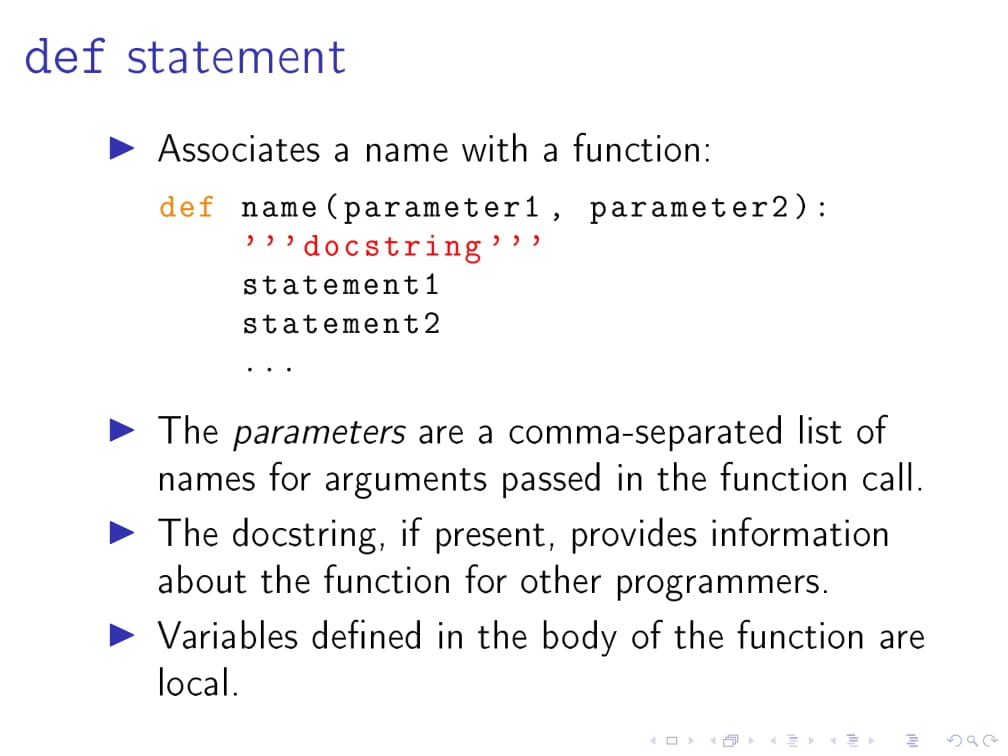 def statement
▶ Associates a name with a function:
def name(parameter1, parameter2):
    ’’’docstring’’’
    statement1
    statement2
    ...
▶ The parameters are a comma-separated list of
names for arguments passed in the function call.
▶ The docstring, if present, provides information
about the function for other programmers.
▶ Variables defined in the body of the function are
local.